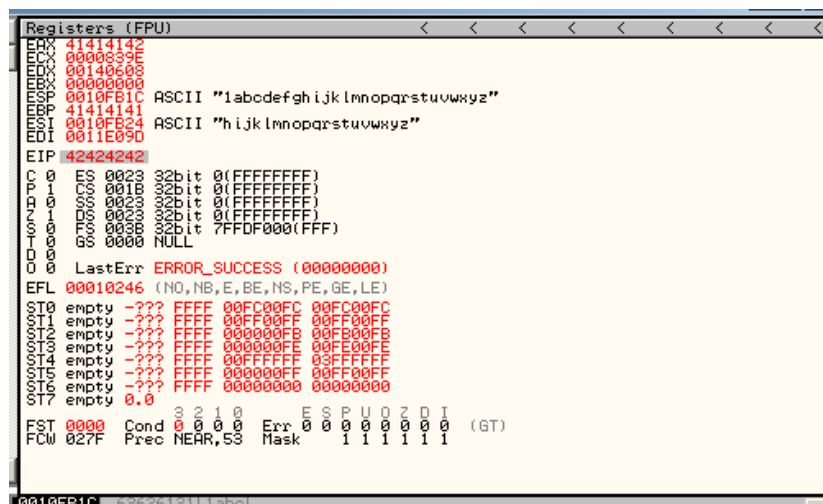 Registers (FPU) < < < < < < < < <
EAX 41414142
ECX 0000839E
EDX 00140608
EBX 00000000
ESP 0010FB1C ASCII "1abcdefghijklmnopqrstuvwxyz"
EBP 41414141
ESI 0010FB24 ASCII "hijklmnopqrstuvwxyz"
EDI 0011E09D
EIP 42424242
C 0 ES 0023 32bit 0(FFFFFFFF)
P 1 CS 001B 32bit 0(FFFFFFFF)
A 0 SS 0023 32bit 0(FFFFFFFF)
Z 1 DS 0023 32bit 0(FFFFFFFF)
S 0 FS 003B 32bit 7FFDF000(FFF)
T 0 GS 0000 NULL
D 0
O 0 LastErr ERROR_SUCCESS (00000000)
EFL 00010246 (NO,NB,E,BE,NS,PE,GE,LE)
ST0 empty -??? FFFF 00FC00FC 00FC00FC
ST1 empty -??? FFFF 00FF00FF 00FF00FF
ST2 empty -??? FFFF 000000FB 00FB00FB
ST3 empty -??? FFFF 000000FE 00FE00FE
ST4 empty -??? FFFF 00FFFFFF 03FFFFFF
ST5 empty -??? FFFF 000000FF 00FF00FF
ST6 empty -??? FFFF 00000000 00000000
ST7 empty 0.0
3 2 1 0 E S P U O Z D I
FST 0000 Cond 0 0 0 0 Err 0 0 0 0 0 0 0 0 (GT)
FCW 027F Prec NEAR,53 Mask 1 1 1 1 1 1
0010FB1C